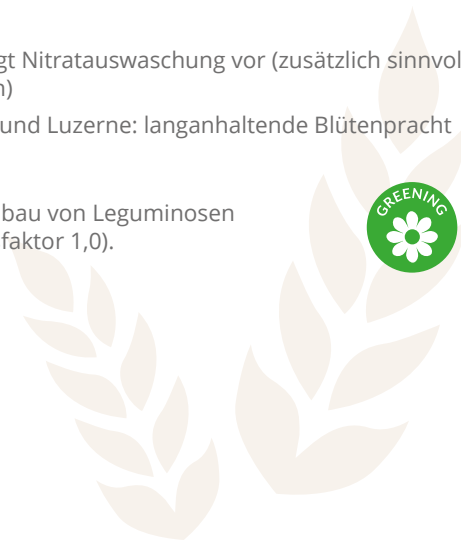 gt Nitratauswaschung vor (zusätzlich sinnvol
n)
und Luzerne: langanhaltende Blütenpracht
GREENING
bau von Leguminosen
faktor 1,0).